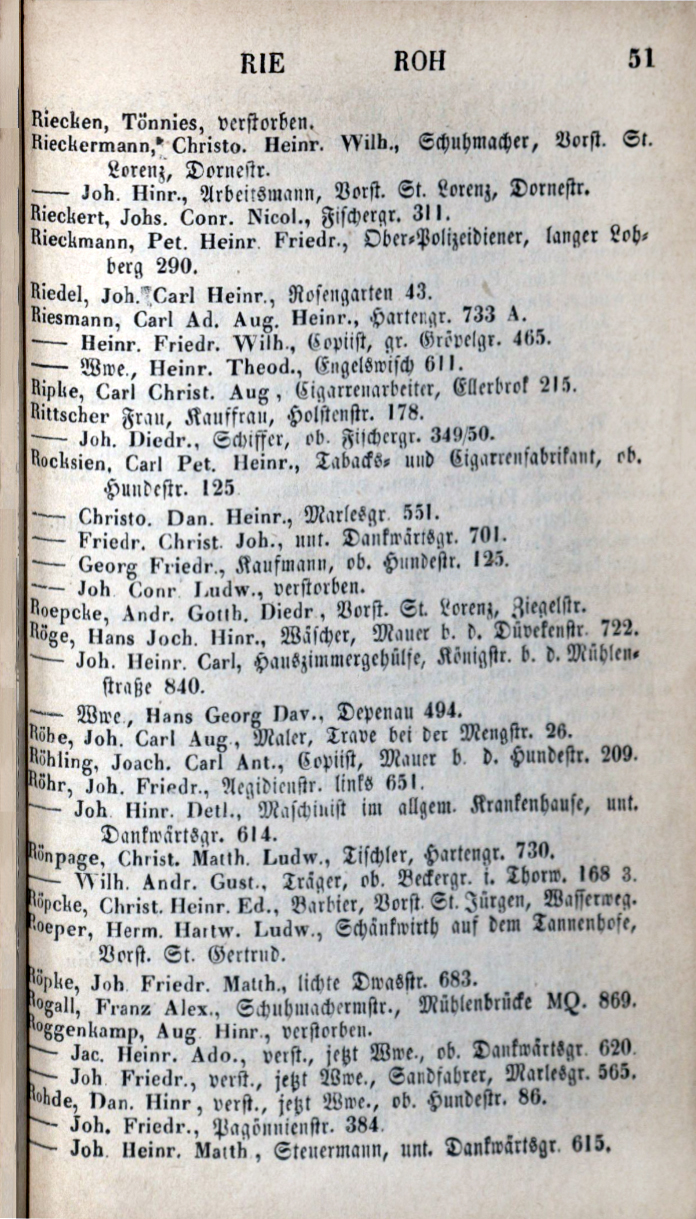 RIE ROH 51
Riecken, Tönnies, verstorben.
Rieckermann,* Christo. Heinr. Wilh., Schuhmacher, Vorst. St.
Lorenz, Dornestr.
— Joh. Hinr., Arbeitsmann, Vorst. St. Lorenz, Dornestr.
Rieckert, Johs. Conr. Nicol., Fischergr. 311.
Rieckmann, Pet. Heinr. Friedr., Ober-Polizeidiener, langer Loh-
berg 290.
Riedel, Joh. Carl Heinr., Rosengarten 43.
Riesmann, Carl Ad. Aug. Heinr., Hartengr. 733 A.
— Heinr. Friedr. Wilh., Copiist, gr. Gröpelgr. 465.
— Wwe., Heinr. Theod., Engelswisch 611.
Ripke, Carl Christ. Aug., Cigarrenarbeiter, Ellerbrok 215.
Rittscher Frau, Kauffrau, Holstenstr. 178.
— Joh. Diedr., Schiffer, ob. Fischergr. 349/50.
Rocksien, Carl Pet. Heinr., Tabacks- und Cigarrenfabrikant, ob.
Hundestr. 125
— Christo. Dan. Heinr., Marlesgr. 551.
— Friedr. Christ. Joh., unt. Dankwärtsgr. 701.
— Georg Friedr., Kaufmann, ob. Hundestr. 125.
— Joh Conr Ludw., verstorben.
Roepcke, Andr. Gotth. Diedr., Vorst. St. Lorenz, Ziegelstr.
Röge, Hans Joch. Hinr., Wäscher, Mauer b. d. Düvekenstr. 722.
— Joh. Heinr. Carl, Hauszimmergehülfe, Königstr. b. d. Mühlen-
straße 840.
— Wwe., Hans Georg Dav., Depenau 494.
Röhe, Joh. Carl Aug., Maler, Trave bei der Mengstr. 26.
Röhling, Joach. Carl Ant., Copiist, Mauer b. d. Hundestr. 209.
Röhr, Joh. Friedr., Aegidienstr. links 651.
— Joh Hinr. Detl., Maschinist im allgem. Krankenhause, unt.
Dankwärtsgr. 614.
Rönpage, Christ. Matth. Ludw., Tischler, Hartengr. 730.
— Wilh. Andr. Gust., Träger, ob. Beckergr. i. Thorw. 168 3.
Röpcke, Christ. Heinr. Ed., Barbier, Vorst. St. Jürgen, Wasserweg.
Roeper, Herm. Hartw. Ludw., Schänkwirth auf dem Tannenhofe,
Vorst. St. Gertrud.
Röpke, Joh Friedr. Matth., lichte Dwasstr. 683.
Rogall, Franz Alex., Schuhmachermstr., Mühlenbrücke MQ. 869.
Roggenkamp, Aug Hinr., verstorben.
— Jac. Heinr. Ado., verst., jetzt Wwe., ob. Dankwärtsgr 620.
— Joh Friedr., verst., jetzt Wwe., Sandfahrer, Marlesgr. 565.
Rohde, Dan. Hinr., verst., jetzt Wwe., ob. Hundestr. 86.
— Joh. Friedr., Pagönnienstr. 384.
— Joh. Heinr. Matth., Steuermann, unt. Dankwärtsgr. 615.